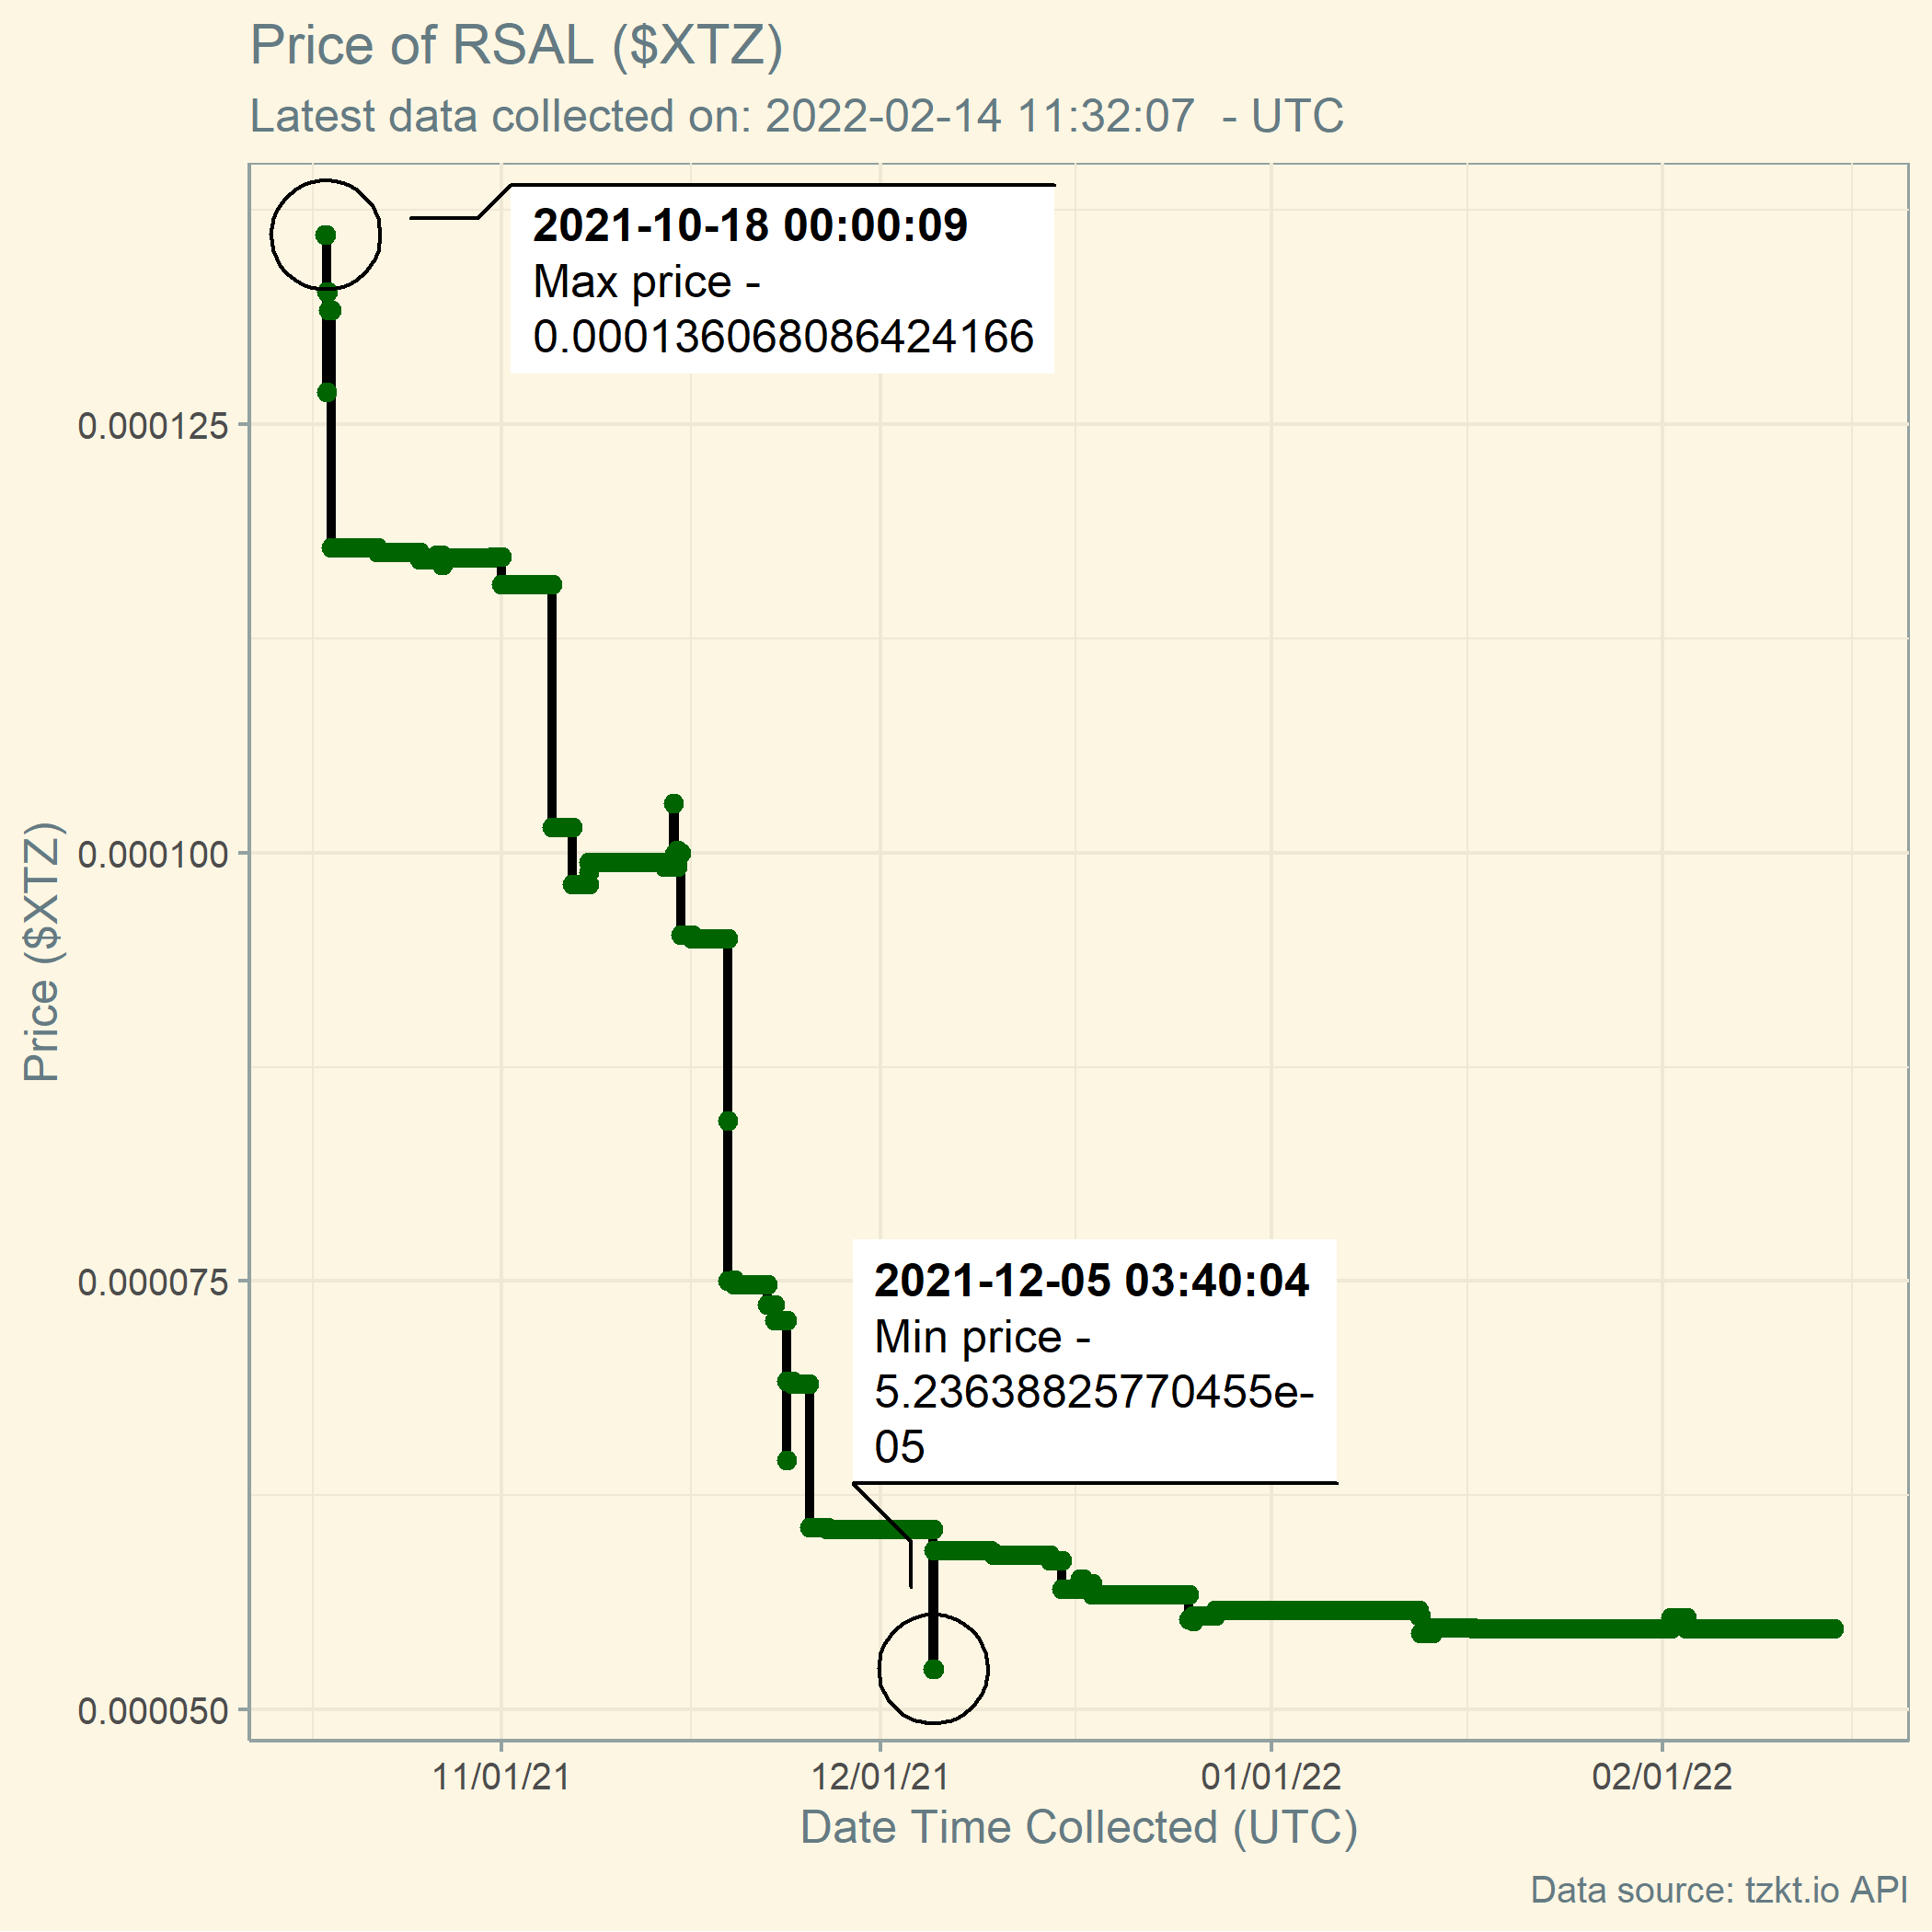 Price of RSAL ($XTZ)
Latest data collected on: 2022-02-14 11:32:07  - UTC
2021-10-18 00:00:09
Max price -
0.000136068086424166
0.000125
0.000100
0.000075
0.000050
Price ($XTZ)
2021-12-05 03:40:04
Min price -
5.23638825770455e-
05
11/01/21
12/01/21
01/01/22
02/01/22
Date Time Collected (UTC)
Data source: tzkt.io API